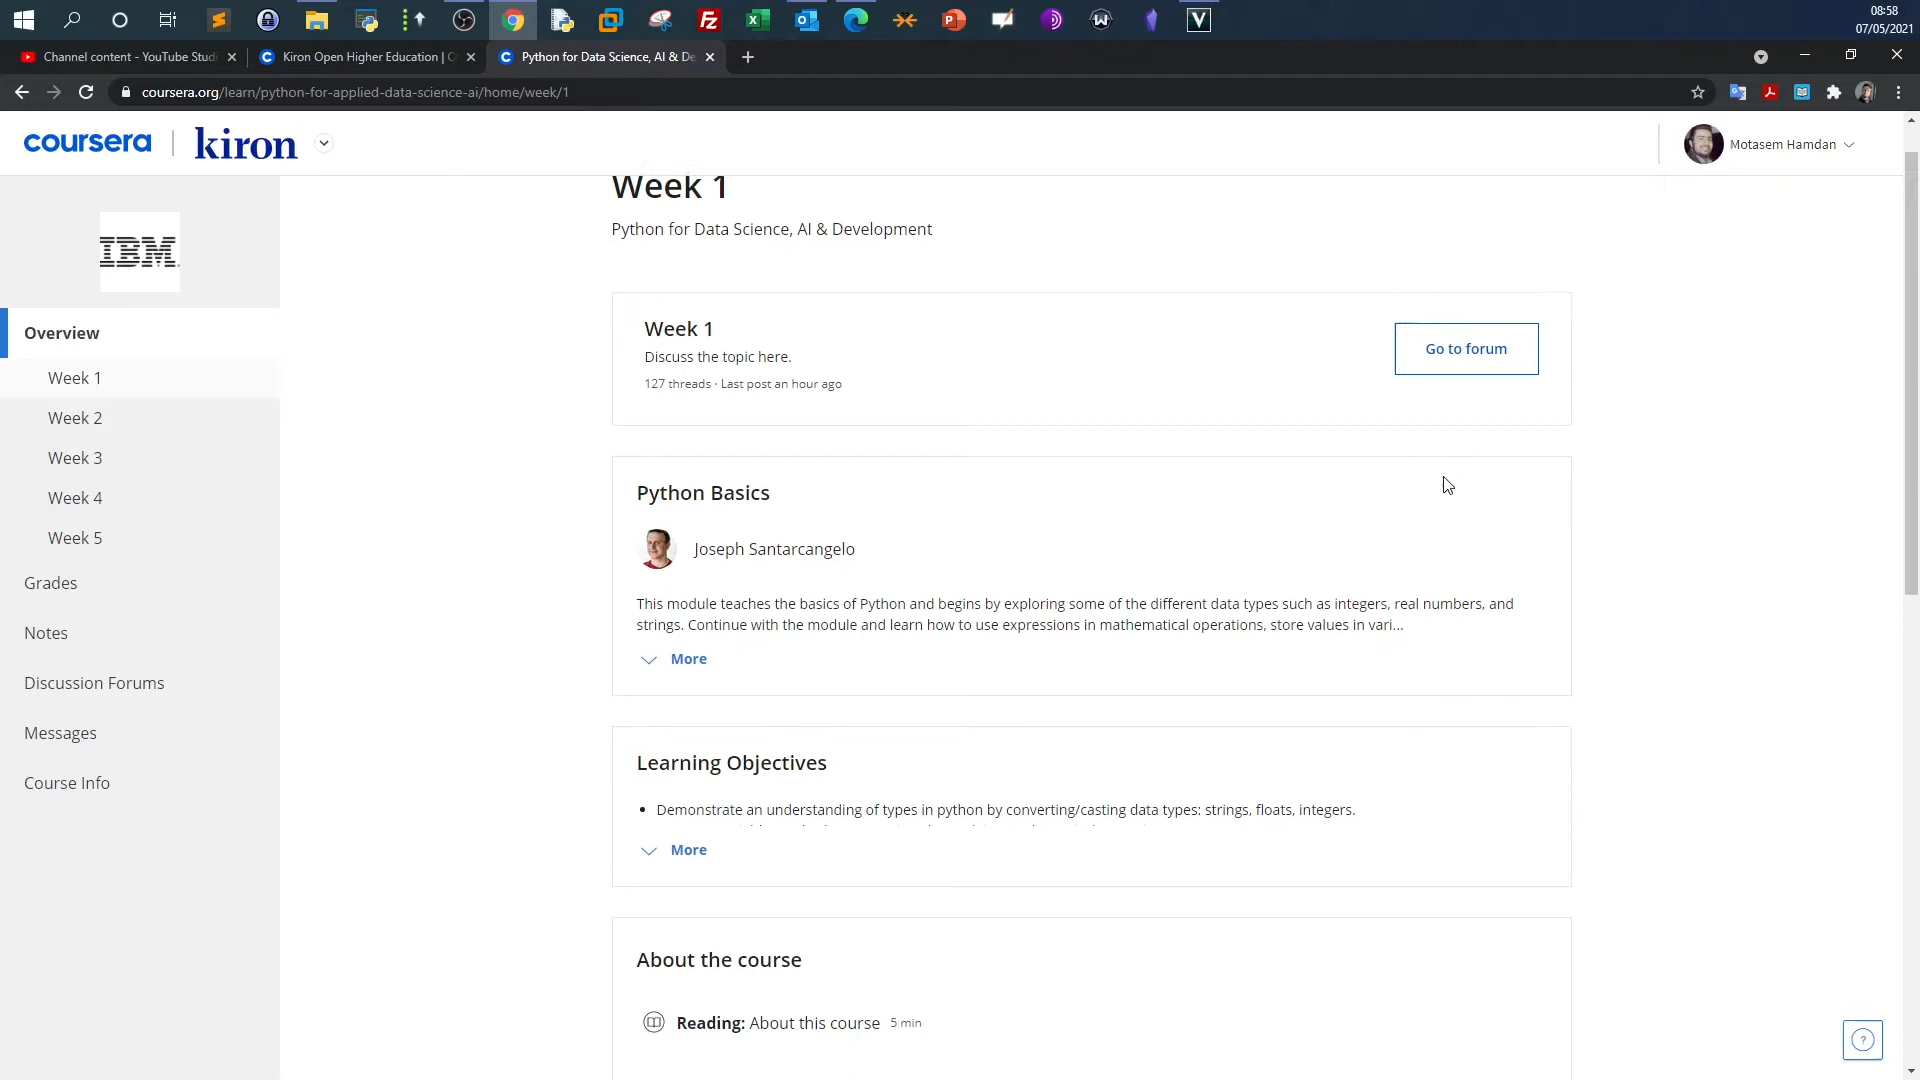 08:58
07/05/2021
Channel content - YouTube Studi
Kiron Open Higher Education | C
Python for Data Science, AI & De
coursera.org/learn/python-for-applied-data-science-ai/home/week/1
coursera | kiron
Motasem Hamdan
IBM
Overview
Week 1
Week 2
Week 3
Week 4
Week 5
Grades
Notes
Discussion Forums
Messages
Course Info
Week 1
Python for Data Science, AI & Development
Week 1
Discuss the topic here.
127 threads · Last post an hour ago
Go to forum
Python Basics
Joseph Santarcangelo
This module teaches the basics of Python and begins by exploring some of the different data types such as integers, real numbers, and
strings. Continue with the module and learn how to use expressions in mathematical operations, store values in vari...
More
Learning Objectives
• Demonstrate an understanding of types in python by converting/casting data types: strings, floats, integers.
More
About the course
Reading: About this course 5 min